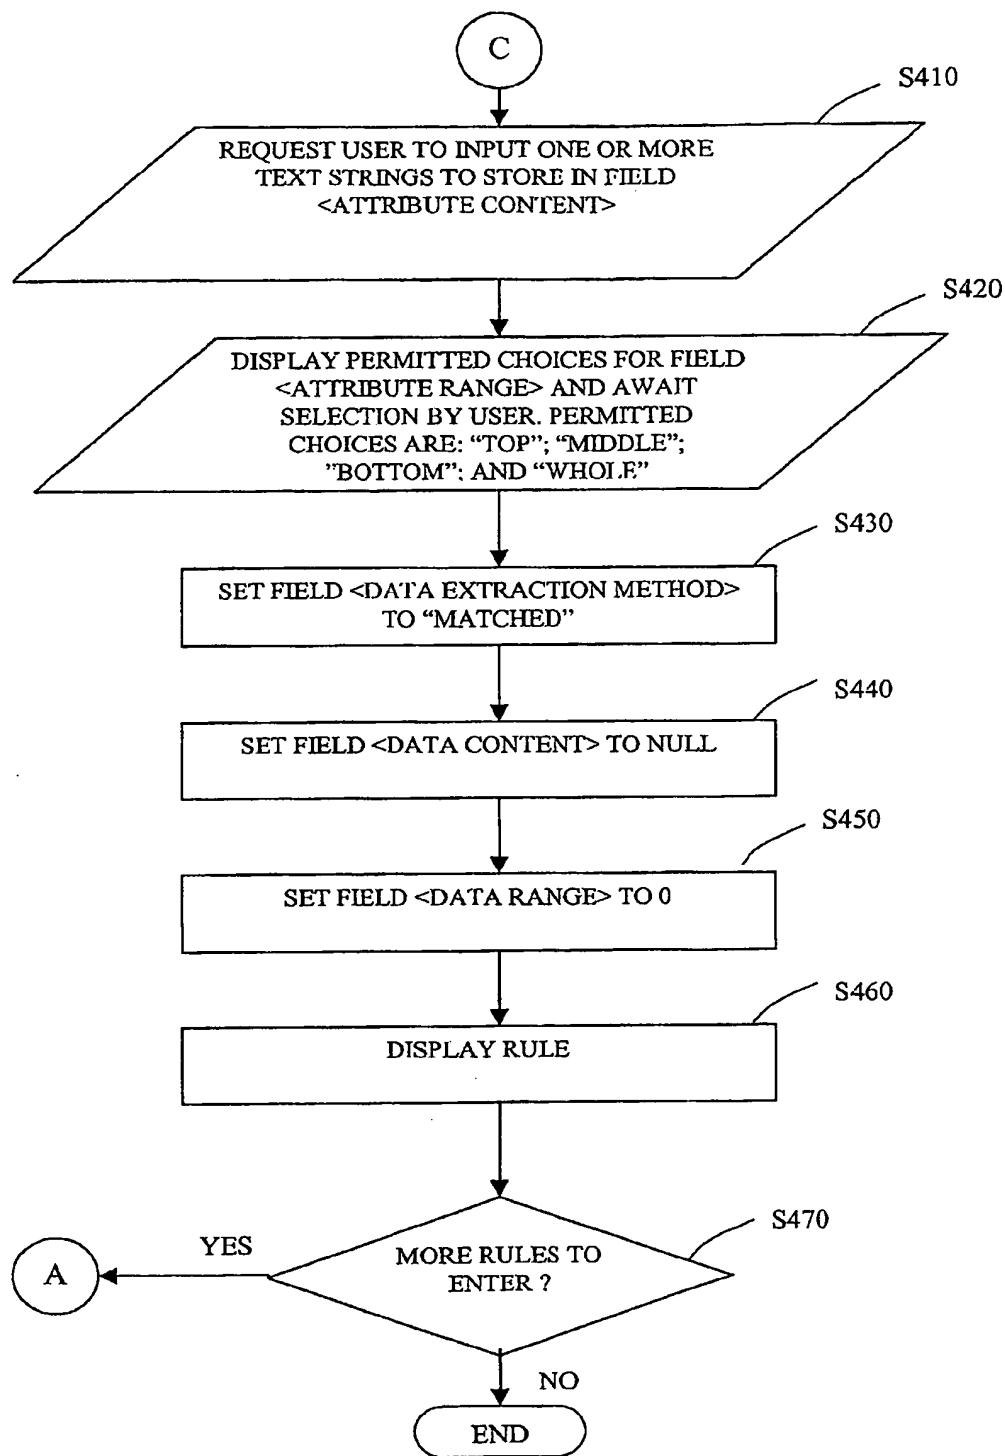 C
S410
REQUEST USER TO INPUT ONE OR MORE
TEXT STRINGS TO STORE IN FIELD
<ATTRIBUTE CONTENT>
S420
DISPLAY PERMITTED CHOICES FOR FIELD
<ATTRIBUTE RANGE> AND AWAIT
SELECTION BY USER. PERMITTED
CHOICES ARE: “TOP”; “MIDDLE”;
”BOTTOM”; AND “WHOLE”
S430
SET FIELD <DATA EXTRACTION METHOD>
TO “MATCHED”
S440
SET FIELD <DATA CONTENT> TO NULL
S450
SET FIELD <DATA RANGE> TO 0
S460
DISPLAY RULE
S470
MORE RULES TO
ENTER ?
YES
A
NO
END